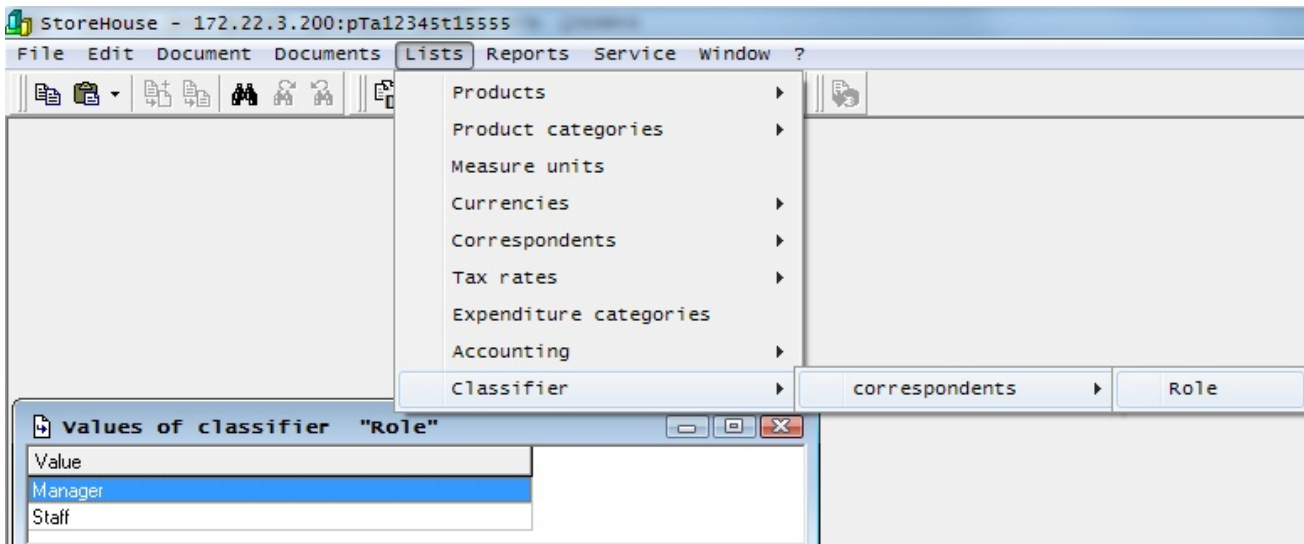 StoreHouse - 172.22.3.200:pTa12345t15555
File Edit Document Documents Lists Reports Service Window ?
Products
Product categories
Measure units
Currencies
Correspondents
Tax rates
Expenditure categories
Accounting
Classifier correspondents Role
Values of classifier "Role"
Value
Manager
Staff